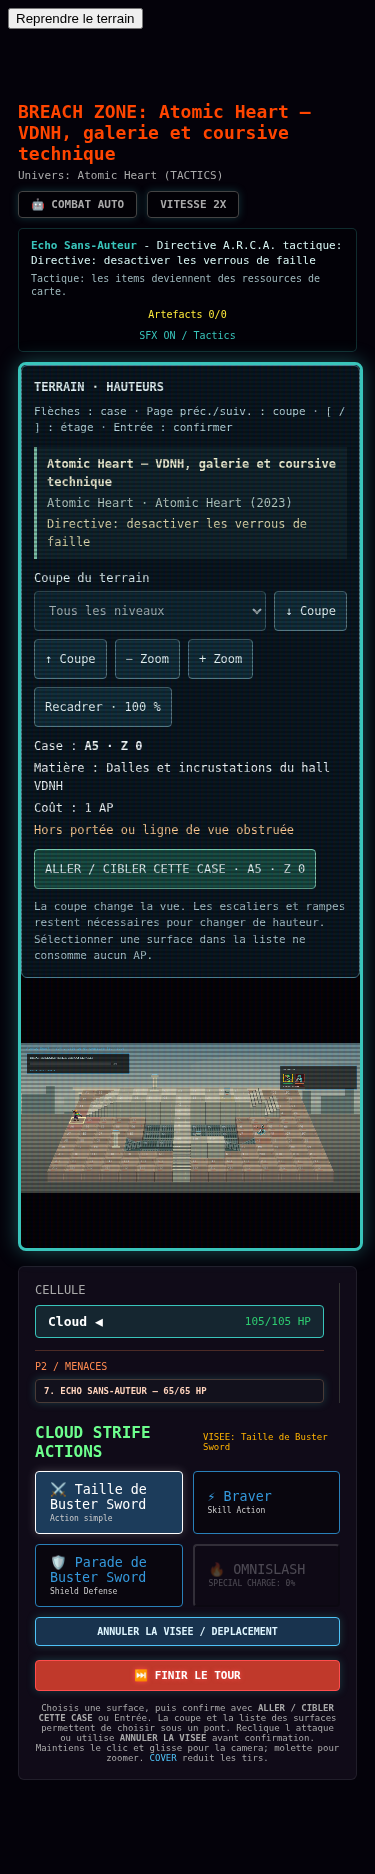 Reprendre le terrain
BREACH ZONE: Atomic Heart —
VDNH, galerie et coursive
technique
Univers: Atomic Heart (TACTICS)
🤖 COMBAT AUTO
VITESSE 2X
Echo Sans-Auteur - Directive A.R.C.A. tactique:
Directive: desactiver les verrous de faille
Tactique: les items deviennent des ressources de
carte.
Artefacts 0/0
SFX ON / Tactics
TERRAIN · HAUTEURS
Flèches : case · Page préc./suiv. : coupe · [ /
] : étage · Entrée : confirmer
Atomic Heart — VDNH, galerie et coursive
technique
Atomic Heart · Atomic Heart (2023)
Directive: desactiver les verrous de
faille
Coupe du terrain
Tous les niveaux
↓ Coupe
↑ Coupe
− Zoom
+ Zoom
Recadrer · 100 %
Case : A5 · Z 0
Matière : Dalles et incrustations du hall
VDNH
Coût : 1 AP
Hors portée ou ligne de vue obstruée
ALLER / CIBLER CETTE CASE · A5 · Z 0
La coupe change la vue. Les escaliers et rampes
restent nécessaires pour changer de hauteur.
Sélectionner une surface dans la liste ne
consomme aucun AP.
CELLULE
Cloud ◀
105/105 HP
P2 / MENACES
7. ECHO SANS-AUTEUR — 65/65 HP
CLOUD STRIFE
ACTIONS
VISEE: Taille de Buster
Sword
⚔️ Taille de
Buster Sword
Action simple
⚡ Braver
Skill Action
🛡️ Parade de
Buster Sword
Shield Defense
🔥 OMNISLASH
SPECIAL CHARGE: 0%
ANNULER LA VISEE / DEPLACEMENT
⏩ FINIR LE TOUR
Choisis une surface, puis confirme avec ALLER / CIBLER
CETTE CASE ou Entrée. La coupe et la liste des surfaces
permettent de choisir sous un pont. Reclique l attaque
ou utilise ANNULER LA VISEE avant confirmation.
Maintiens le clic et glisse pour la camera; molette pour
zoomer. COVER reduit les tirs.